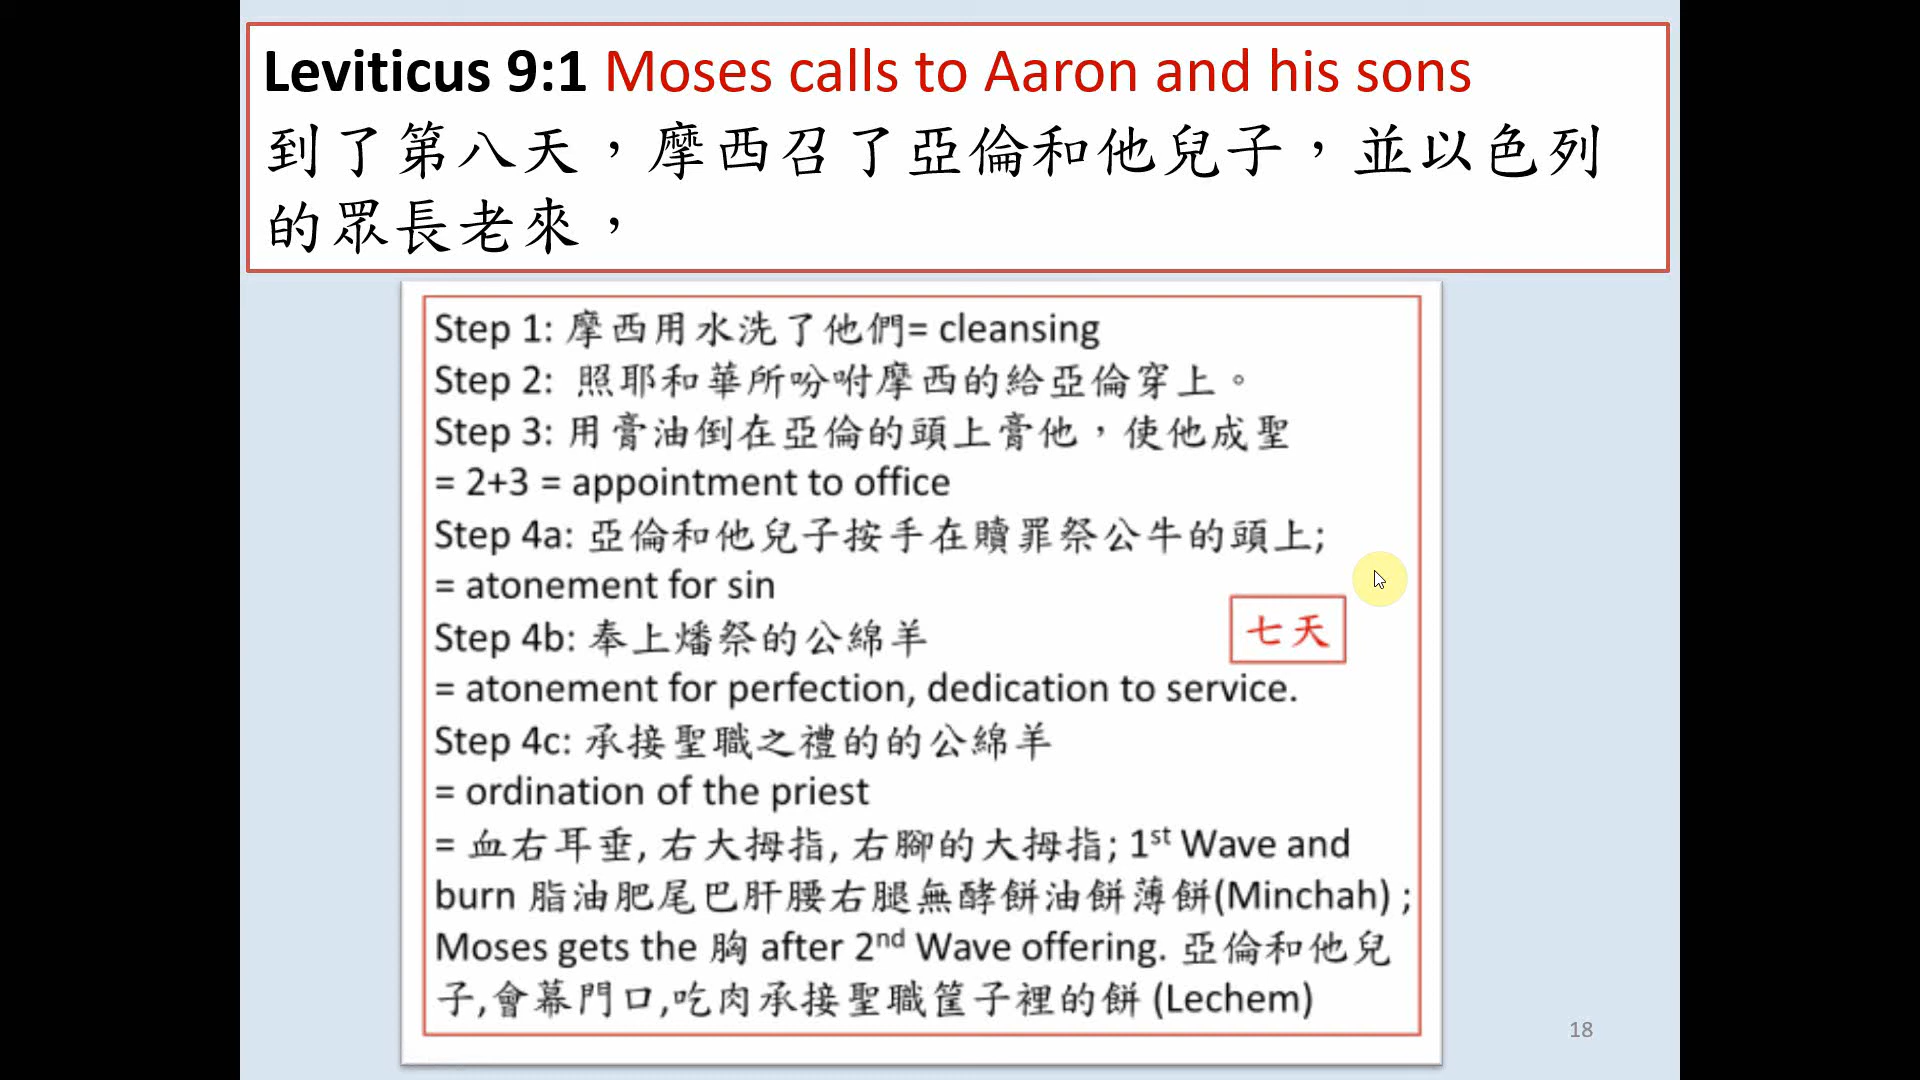 Leviticus 9:1 Moses calls to Aaron and his sons
到了第八天，摩西召了亞倫和他兒子，並以色列
的眾長老來，
Step 1: 摩西用水洗了他們= cleansing
Step 2: 照耶和華所吩咐摩西的給亞倫穿上。
Step 3: 用膏油倒在亞倫的頭上膏他，使他成聖
= 2+3 = appointment to office
Step 4a: 亞倫和他兒子按手在贖罪祭公牛的頭上;
= atonement for sin
Step 4b: 奉上燔祭的公綿羊
七天
= atonement for perfection, dedication to service.
Step 4c: 承接聖職之禮的的公綿羊
= ordination of the priest
= 血右耳垂, 右大拇指, 右腳的大拇指; 1st Wave and
burn 脂油肥尾巴肝腰右腿無酵餅油餅薄餅(Minchah) ;
Moses gets the 胸 after 2nd Wave offering. 亞倫和他兒
子,會幕門口,吃肉承接聖職筐子裡的餅 (Lechem)
18